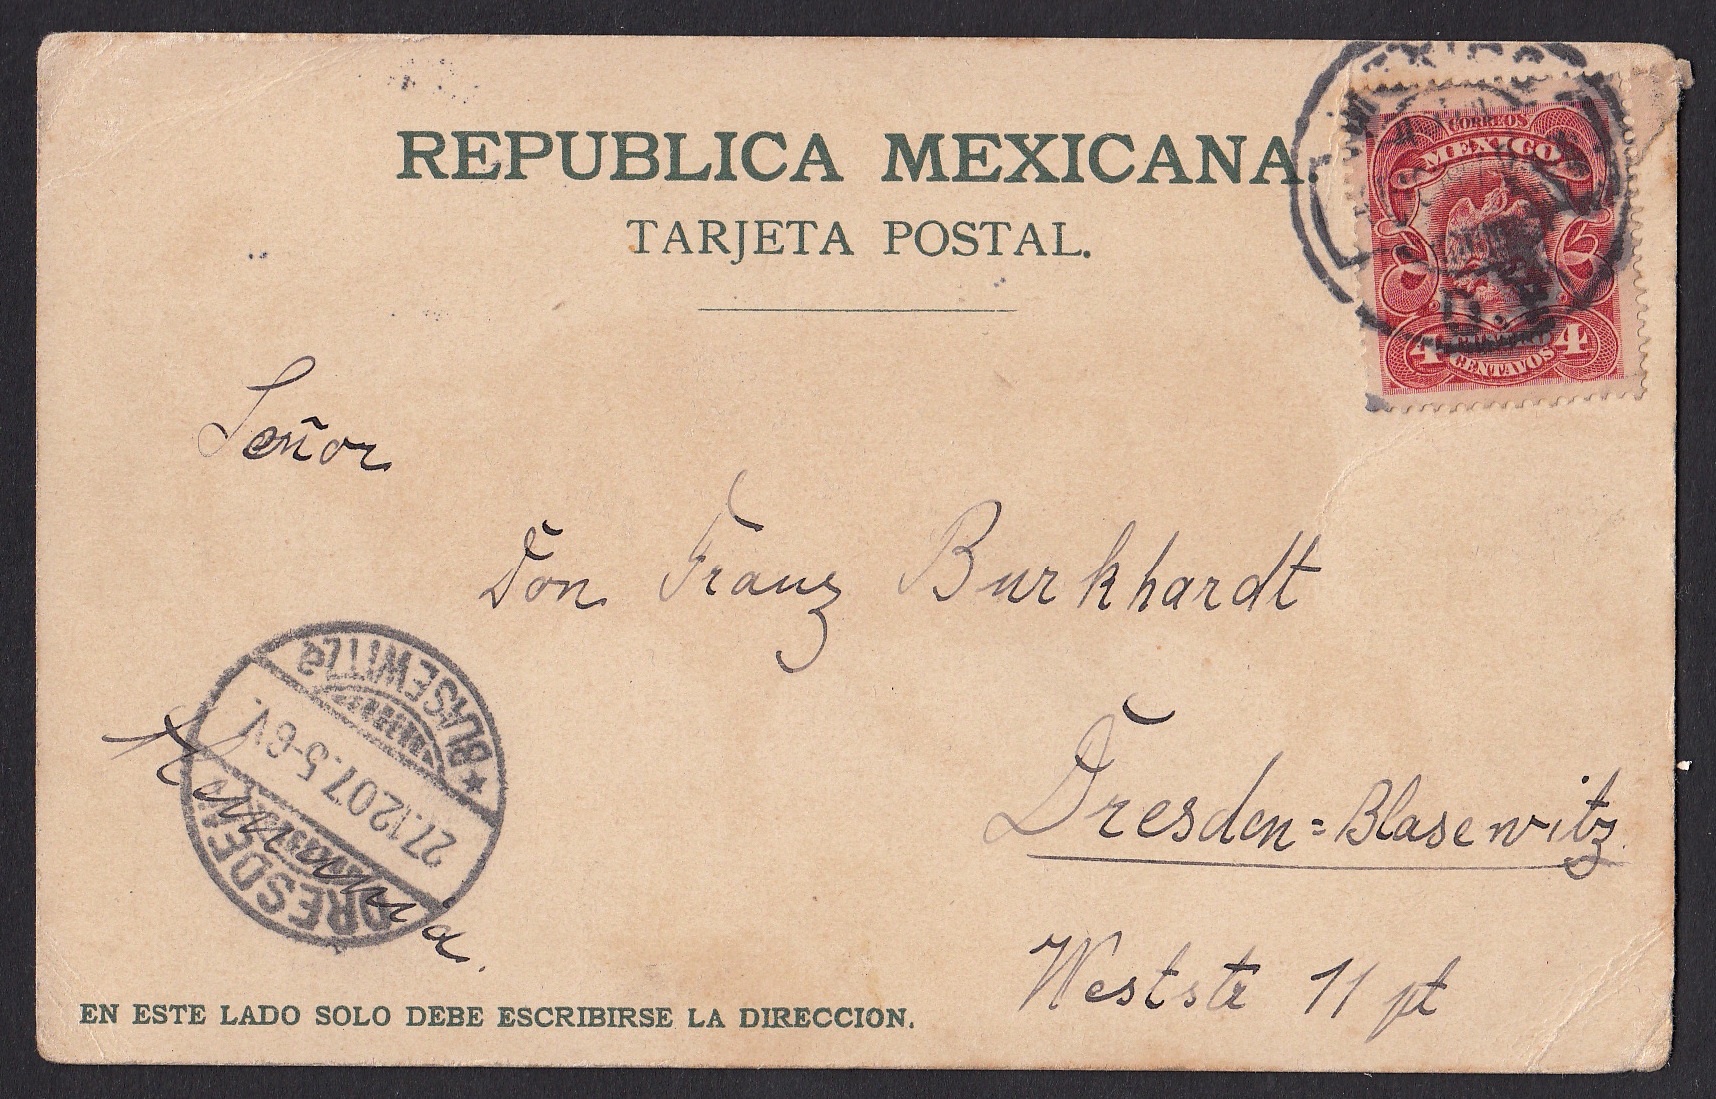 REPUBLICA MEXICANA.
TARJETA POSTAL.
CORREOS
MEXICO
4 CENTAVOS 4
Señor
Don Franz Burkhardt
Dresden=Blasewitz
Weststr 11 pt
Alemania.
DRESDEN
27.12.07.5-6V.
*BLASEWITZ a
EN ESTE LADO SOLO DEBE ESCRIBIRSE LA DIRECCION.